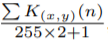 ∑ K₍ₓ,ᵧ₎(n)
255×2+1